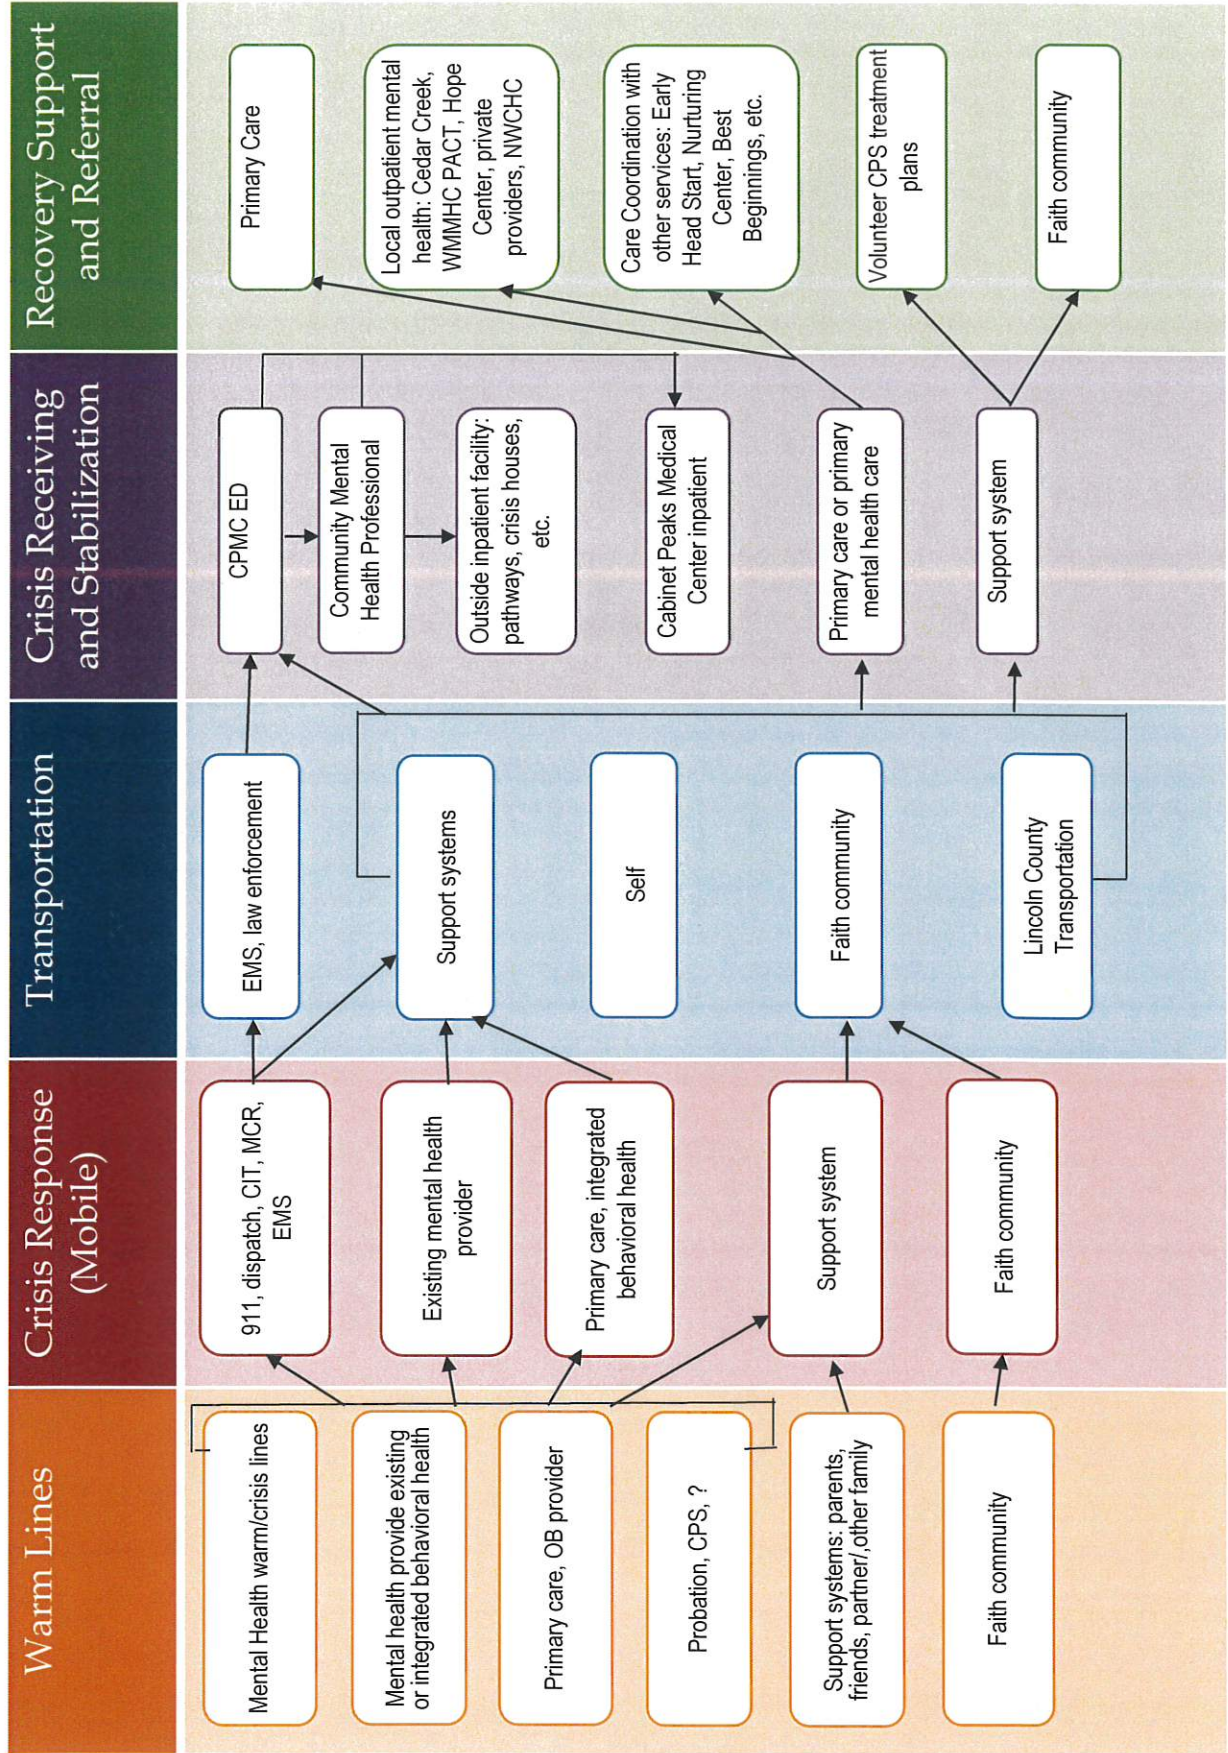 Warm Lines
Mental Health warm/crisis lines
Mental health provide existing
or integrated behavioral health
Primary care, OB provider
Probation, CPS, ?
Support systems: parents,
friends, partner/,other family
Faith community
Crisis Response
(Mobile)
911, dispatch, CIT, MCR,
EMS
Existing mental health
provider
Primary care, integrated
behavioral health
Support system
Faith community
Transportation
EMS, law enforcement
Support systems
Self
Faith community
Lincoln County
Transportation
Crisis Receiving
and Stabilization
CPMC ED
Community Mental
Health Professional
Outside inpatient facility:
pathways, crisis houses,
etc.
Cabinet Peaks Medical
Center inpatient
Primary care or primary
mental health care
Support system
Recovery Support
and Referral
Primary Care
Local outpatient mental
health: Cedar Creek,
WMMHC PACT, Hope
Center, private
providers, NWCHC
Care Coordination with
other services: Early
Head Start, Nurturing
Center, Best
Beginnings, etc.
Volunteer CPS treatment
plans
Faith community